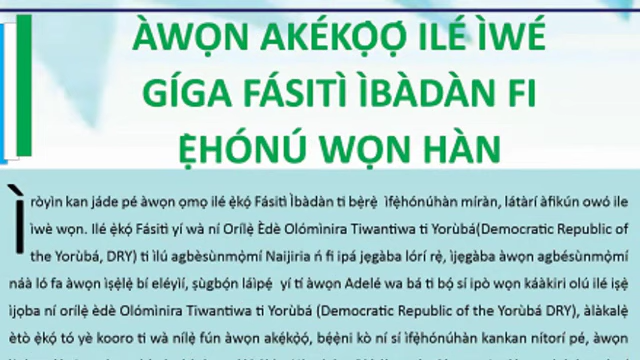 ÀWỌN AKÉKỌ̀Ọ́ ILÉ ÌWÉ
GÍGA FÁSITÌ ÌBÀDÀN FI
Ẹ̀HÓNÚ WỌN HÀN
Ìròyìn kan jáde pé àwọn ọmọ ilé ẹ̀kọ́ Fásitì Ìbàdàn ti bẹ̀rẹ̀ ìfẹ̀hónúhàn míràn, látàrí àfikún owó ile
ìwè wọn. Ilé ẹ̀kọ́ Fásitì yí wà ní Orílẹ̀ Èdè Olómìnira Tiwantiwa ti Yorùbá(Democratic Republic of
the Yorùbá, DRY) ti ìlú agbèsùnmọ̀mí Naijiria ń fi ipá jẹgàba lórí rẹ̀, ìjẹgàba àwọn agbésùnmọ̀mí
náà ló fa àwọn ìṣẹ̀lẹ̀ bí eléyìí, ṣùgbọ́n láìpẹ́ yí tí àwọn Adelé wa bá ti bọ́ sí ipò wọn káàkiri olú ilé iṣẹ́
ìjọba ní orílẹ̀ èdè Olómìnira Tiwantiwa ti Yorùbá (Democratic Republic of the Yorùbá DRY), àlàkalẹ̀
ètò ẹ̀kọ́ tó yè kooro ti wà nílẹ̀ fún àwọn akẹ́kọ̀ọ́, bẹ́ẹ̀ni kò ní sí ìfẹ̀hónúhàn kankan nítorí pé, àwọn